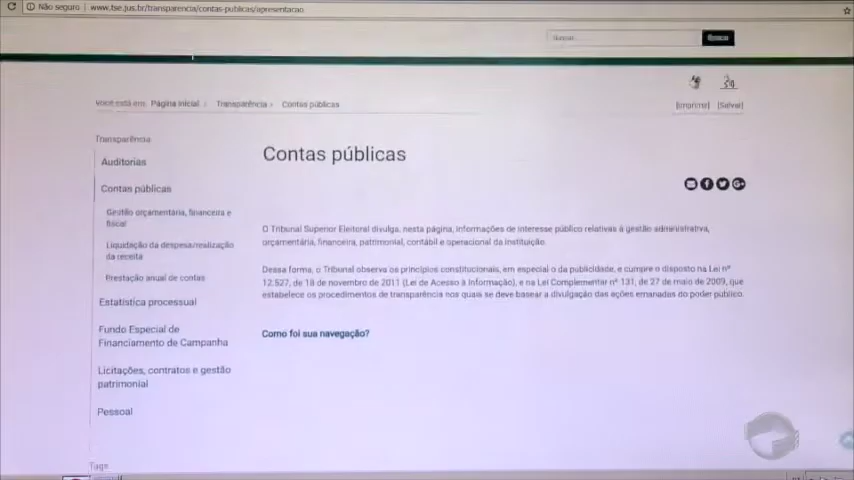 Não seguro | www.tse.jus.br/transparencia/contas-publicas/apresentacao
Buscar
Você está em: Página inicial › Transparência › Contas públicas
[Imprimir] [Salvar]
Transparência
Auditorias
Contas públicas
Contas públicas
Gestão orçamentária, financeira e
fiscal
Liquidação da despesa/realização
da receita
Prestação anual de contas
Estatística processual
Fundo Especial de
Financiamento de Campanha
Licitações, contratos e gestão
patrimonial
Pessoal
Tags
O Tribunal Superior Eleitoral divulga, nesta página, informações de interesse público relativas à gestão administrativa,
orçamentária, financeira, patrimonial, contábil e operacional da instituição.
Dessa forma, o Tribunal observa os princípios constitucionais, em especial o da publicidade, e cumpre o disposto na Lei nº
12.527, de 18 de novembro de 2011 (Lei de Acesso à Informação), e na Lei Complementar nº 131, de 27 de maio de 2009, que
estabelece os procedimentos de transparência nos quais se deve basear a divulgação das ações emanadas do poder público.
Como foi sua navegação?